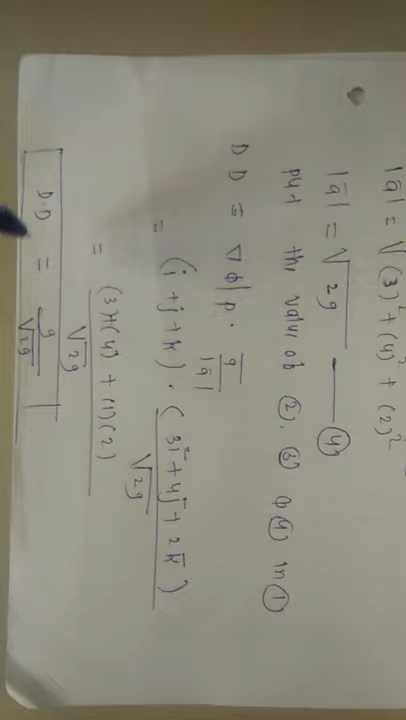 |ā| = √(3)² + (4)² + (2)²
|ā| = √29 —— ④
put the value of ②, ③ & ④ in ①
D D = ∇ϕ|p · ā/|ā|
= (i + j + k) · (3i̅ + 4j̅ + 2k̅)/√29
= (3)+(4) + (1)(2)/√29
D.D = 9/√29